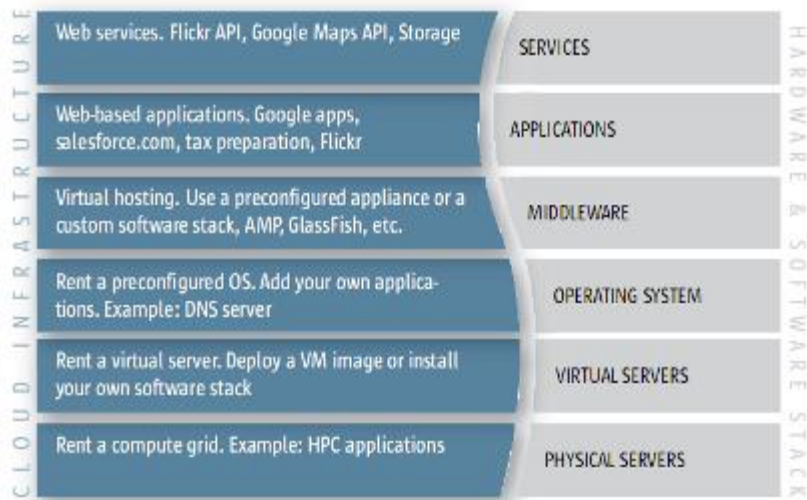 CLOUD INFRASTRUCTURE
Web services. Flickr API, Google Maps API, Storage
SERVICES
Web-based applications. Google apps,
salesforce.com, tax preparation, Flickr
APPLICATIONS
Virtual hosting. Use a preconfigured appliance or a
custom software stack, AMP, GlassFish, etc.
MIDDLEWARE
Rent a preconfigured OS. Add your own applica-
tions. Example: DNS server
OPERATING SYSTEM
Rent a virtual server. Deploy a VM image or install
your own software stack
VIRTUAL SERVERS
Rent a compute grid. Example: HPC applications
PHYSICAL SERVERS
HARDWARE & SOFTWARE STACK